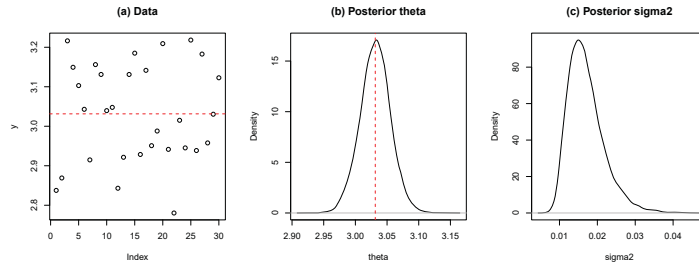 (a) Data
y
2.8 2.9 3.0 3.1 3.2
0 5 10 15 20 25 30
Index
(b) Posterior theta
Density
0 5 10 15
2.90 2.95 3.00 3.05 3.10 3.15
theta
(c) Posterior sigma2
Density
0 20 40 60 80
0.01 0.02 0.03 0.04
sigma2